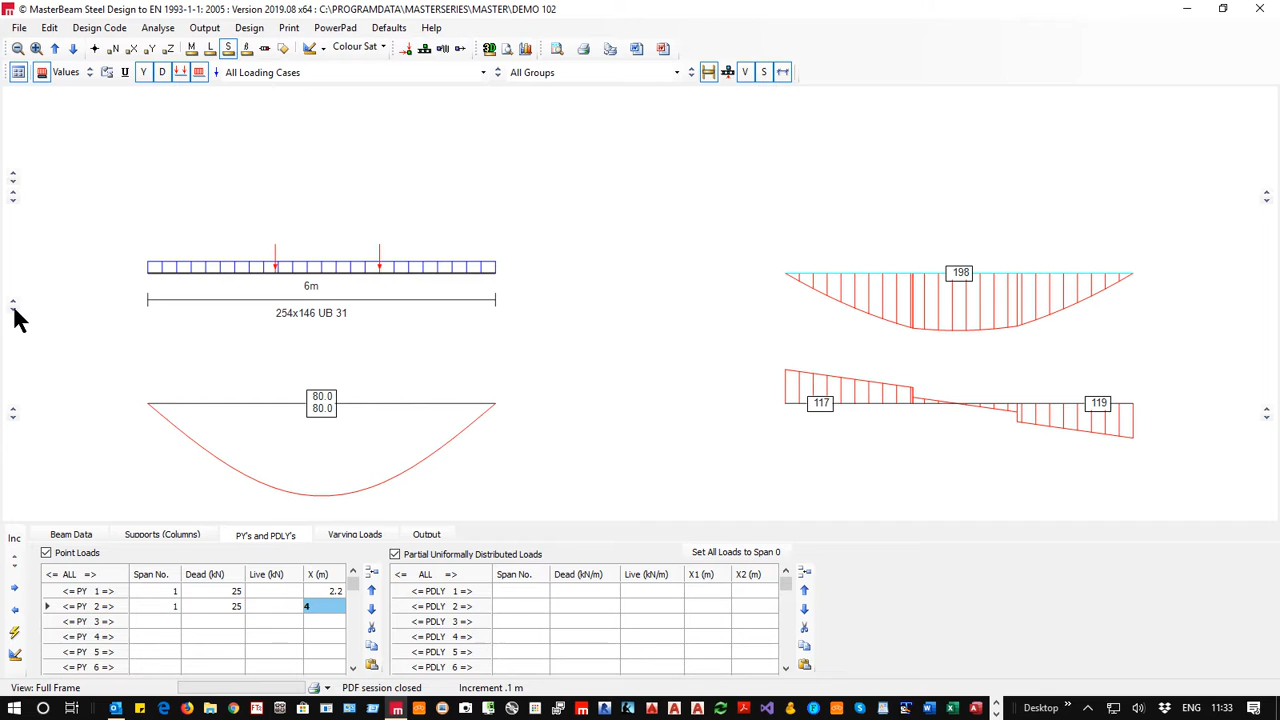 MasterBeam Steel Design to EN 1993-1-1: 2005 : Version 2019.08 x64 : C:\PROGRAMDATA\MASTERSERIES\MASTER\DEMO 102
File Edit Design Code Analyse Output Design Print PowerPad Defaults Help
N X Y Z M L S Colour Sat 3D
Values U Y D All Loading Cases All Groups V S
6m
254x146 UB 31
80.0
80.0
198
117
119
Inc Beam Data Supports (Columns) PY's and PDLY's Varying Loads Output
Point Loads Partial Uniformly Distributed Loads Set All Loads to Span 0
<= ALL => Span No. Dead (kN) Live (kN) X (m) <= ALL => Span No. Dead (kN/m) Live (kN/m) X1 (m) X2 (m)
<= PY 1 => 1 25 2.2 <= PDLY 1 =>
<= PY 2 => 1 25 4 <= PDLY 2 =>
<= PY 3 => <= PDLY 3 =>
<= PY 4 => <= PDLY 4 =>
<= PY 5 => <= PDLY 5 =>
<= PY 6 => <= PDLY 6 =>
View: Full Frame PDF session closed Increment .1 m
Desktop ENG 11:33